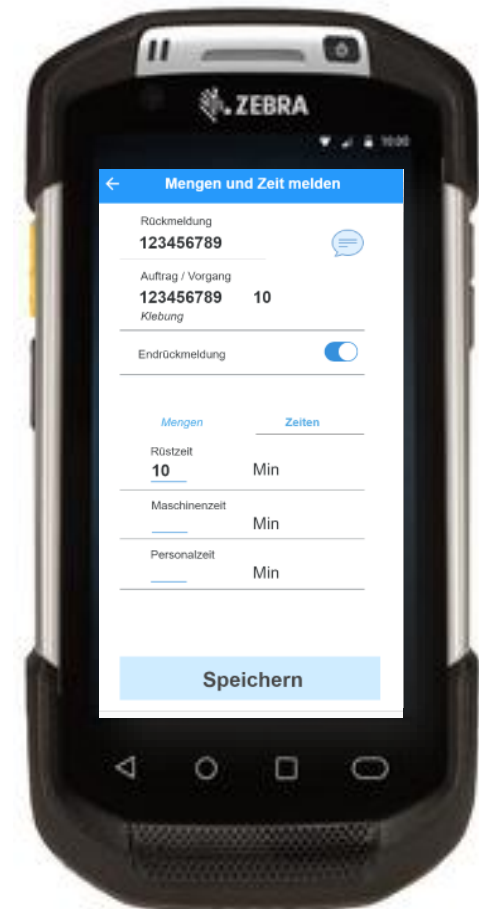 ZEBRA
10:00
Mengen und Zeit melden
Rückmeldung
123456789
Auftrag / Vorgang
123456789 10
Klebung
Endrückmeldung
Mengen Zeiten
Rüstzeit
10 Min
Maschinenzeit
Min
Personalzeit
Min
Speichern